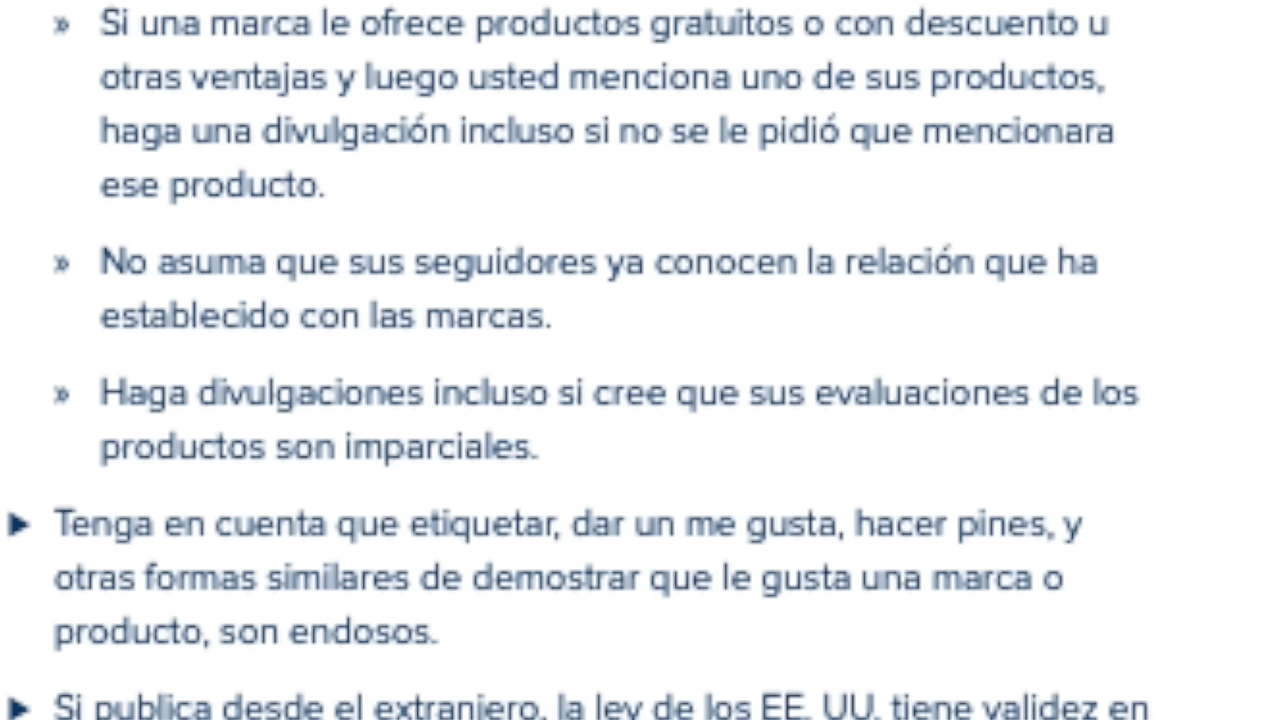 » Si una marca le ofrece productos gratuitos o con descuento u
otras ventajas y luego usted menciona uno de sus productos,
haga una divulgación incluso si no se le pidió que mencionara
ese producto.
» No asuma que sus seguidores ya conocen la relación que ha
establecido con las marcas.
» Haga divulgaciones incluso si cree que sus evaluaciones de los
productos son imparciales.
► Tenga en cuenta que etiquetar, dar un me gusta, hacer pines, y
otras formas similares de demostrar que le gusta una marca o
producto, son endosos.
► Si publica desde el extranjero, la ley de los EE. UU. tiene validez en